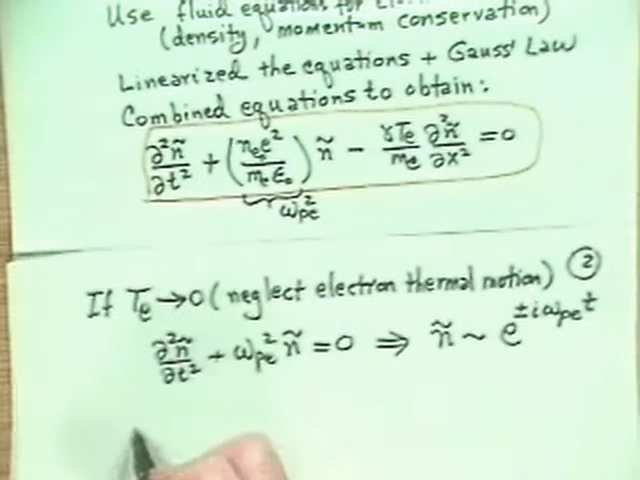 Use fluid equations for
(density, momentum conservation)
Linearized the equations + Gauss' Law
Combined equations to obtain:
∂²ñ/∂t² + (n₀e²/mₑε₀) ñ − γTₑ/mₑ ∂²ñ/∂x² = 0
ω²pe
If Tₑ → 0 (neglect electron thermal motion) ②
∂²ñ/∂t² + ω²pe ñ = 0 ⇒ ñ ~ e^(±iωpe t)